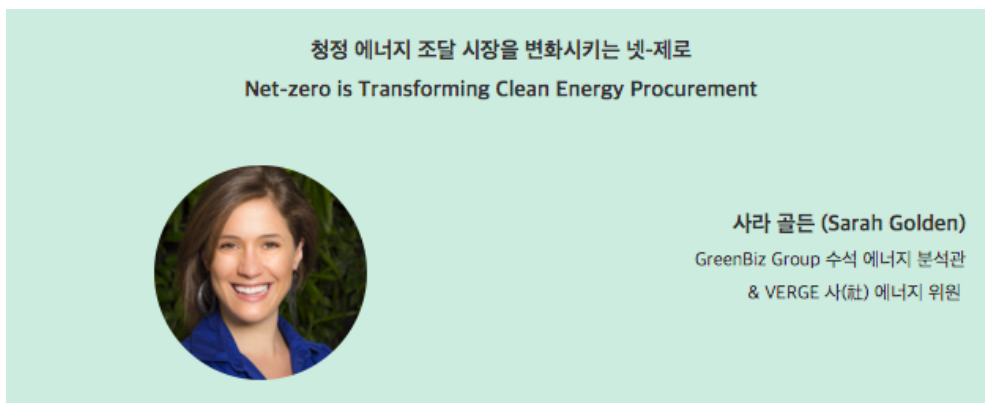 청정 에너지 조달 시장을 변화시키는 넷-제로
Net-zero is Transforming Clean Energy Procurement
사라 골든 (Sarah Golden)
GreenBiz Group 수석 에너지 분석관
& VERGE 사(社) 에너지 위원